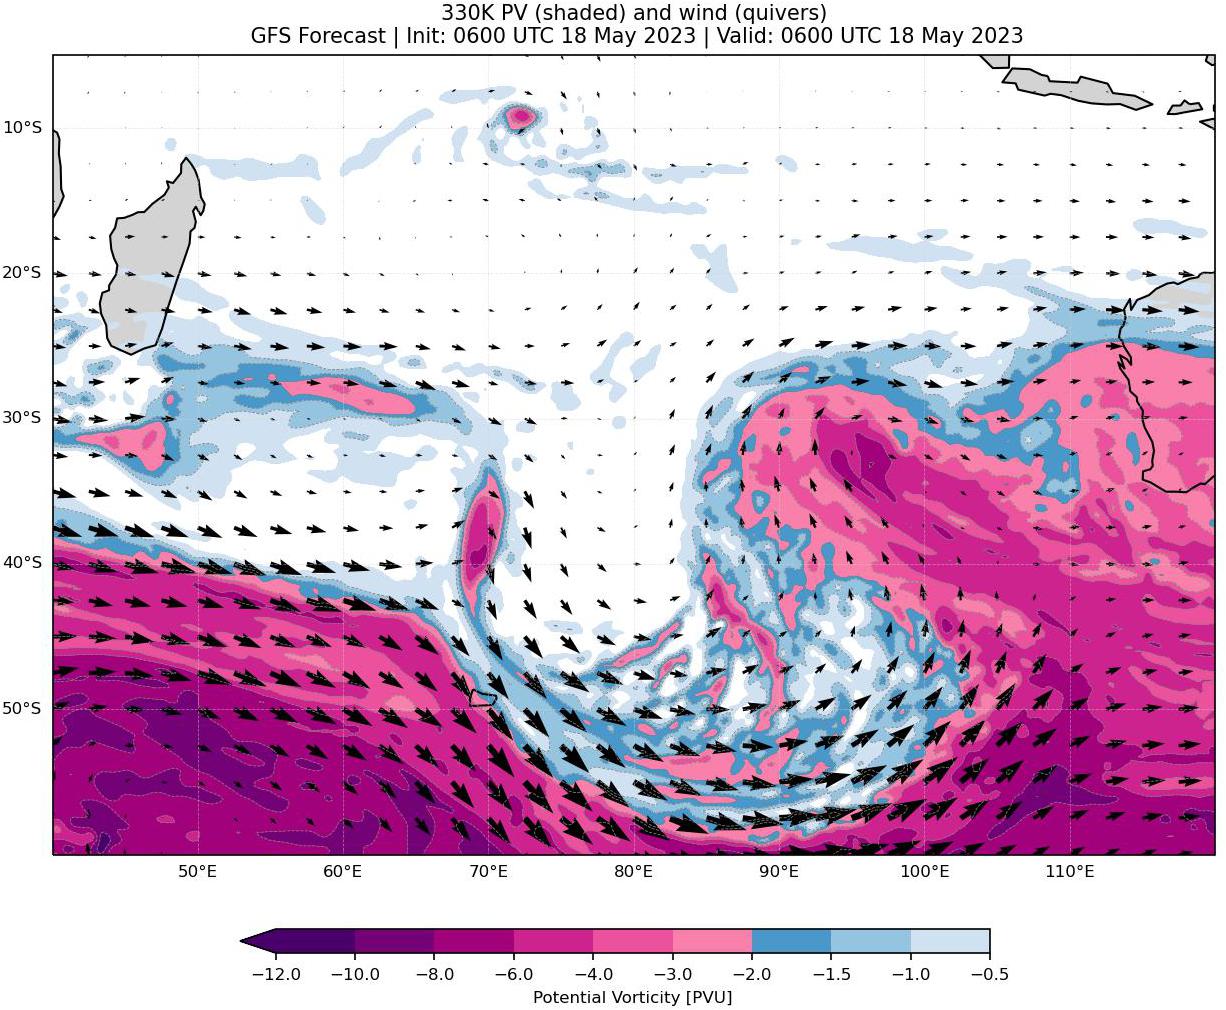 330K PV (shaded) and wind (quivers)
GFS Forecast | Init: 0600 UTC 18 May 2023 | Valid: 0600 UTC 18 May 2023
10°S
20°S
30°S
40°S
50°S
50°E 60°E 70°E 80°E 90°E 100°E 110°E
−12.0 −10.0 −8.0 −6.0 −4.0 −3.0 −2.0 −1.5 −1.0 −0.5
Potential Vorticity [PVU]